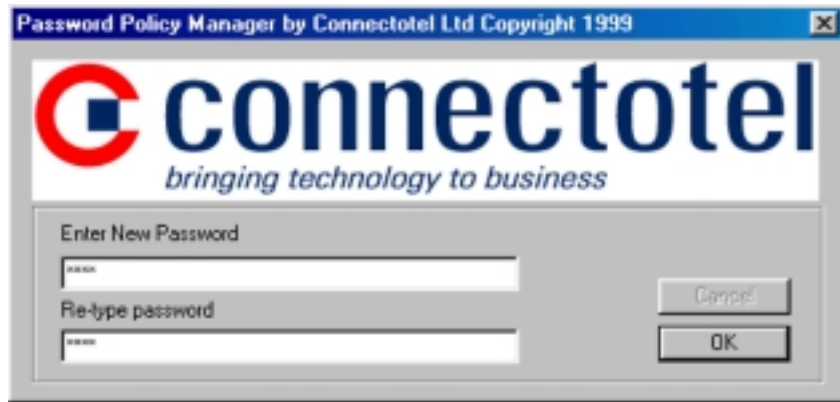 Password Policy Manager by Connectotel Ltd Copyright 1999
connectotel
bringing technology to business
Enter New Password
****
Re-type password
****
Cancel
OK